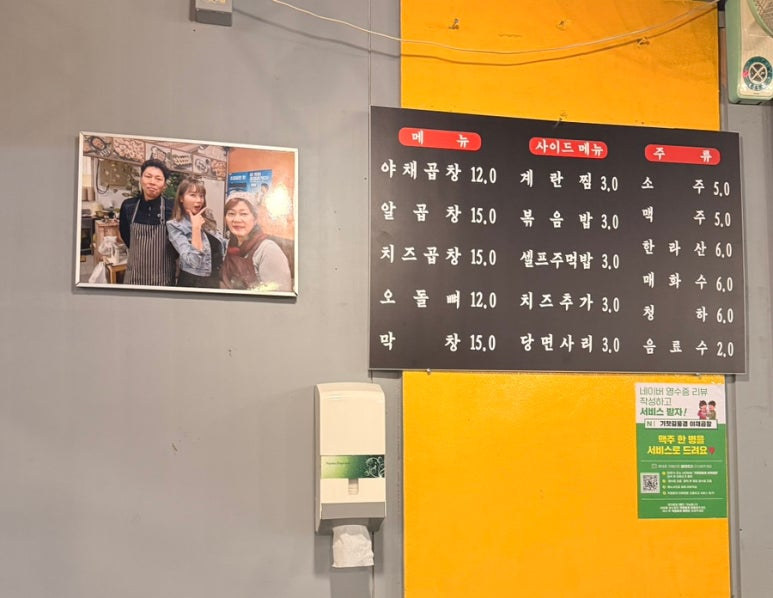 메 뉴
야채곱창 12.0
알 곱창 15.0
치즈곱창 15.0
오 돌 뼈 12.0
막 창 15.0
사이드 메뉴
계 란 찜 3.0
볶 음 밥 3.0
셀프주먹밥 3.0
치즈추가 3.0
당면사리 3.0
주 류
소 주 5.0
맥 주 5.0
한 라 산 6.0
매 화 수 6.0
청 하 6.0
음 료 수 2.0
네이버 영수증 리뷰
작성하고
서비스 받자!
N
야채곱창
맥주 한 병을
서비스로 드려요